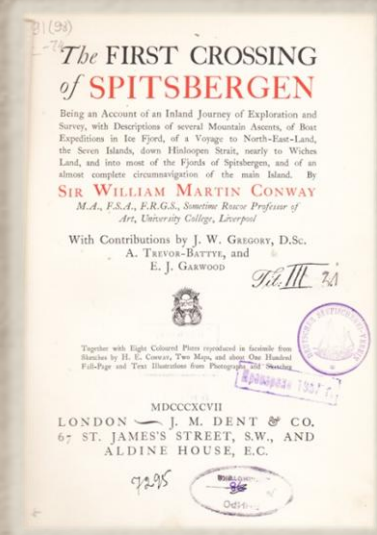 The FIRST CROSSING
of SPITSBERGEN
Being an Account of an Inland Journey of Exploration and
Survey, with Descriptions of several Mountain Ascents, of Boat
Expeditions in Ice Fjord, of a Voyage to North-East-Land,
the Seven Islands, down Hinloopen Strait, nearly to Wiches
Land, and into most of the Fjords of Spitsbergen, and of an
almost complete circumnavigation of the main Island. By
SIR WILLIAM MARTIN CONWAY
M.A., F.S.A., F.R.G.S., Sometime Roscoe Professor of
Art, University College, Liverpool
With Contributions by J. W. GREGORY, D.Sc.
A. TREVOR-BATTYE, and
E. J. GARWOOD
III
Together with Eight Coloured Plates reproduced in facsimile from
Sketches by H. E. CONWAY, Two Maps, and about One Hundred
Full-Page and Text Illustrations from Photographs and Sketches
MDCCCXCVII
LONDON — J. M. DENT & CO.
67 ST. JAMES'S STREET, S.W., AND
ALDINE HOUSE, E.C.
7295